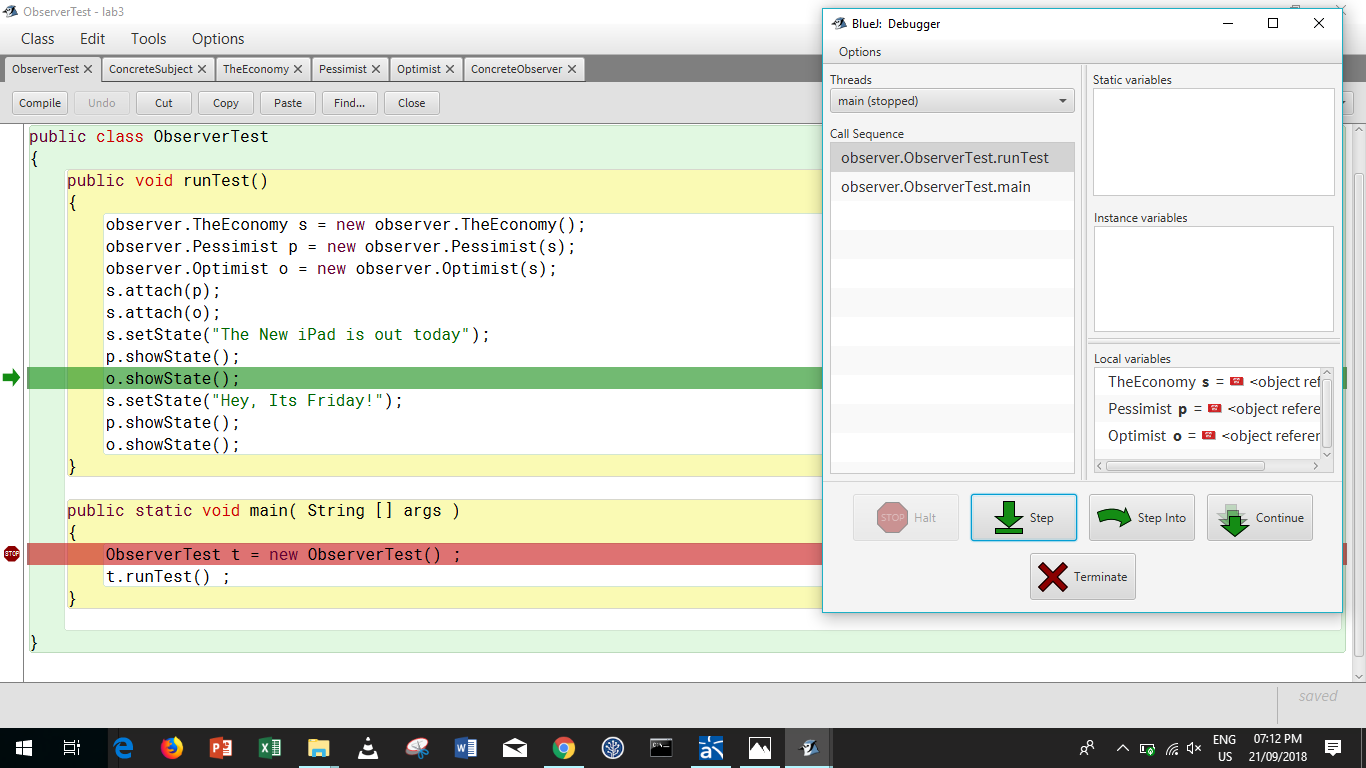 ObserverTest - lab3
Class Edit Tools Options
ObserverTest ConcreteSubject TheEconomy Pessimist Optimist ConcreteObserver
Compile Undo Cut Copy Paste Find... Close
public class ObserverTest
{
public void runTest()
{
observer.TheEconomy s = new observer.TheEconomy();
observer.Pessimist p = new observer.Pessimist(s);
observer.Optimist o = new observer.Optimist(s);
s.attach(p);
s.attach(o);
s.setState("The New iPad is out today");
p.showState();
o.showState();
s.setState("Hey, Its Friday!");
p.showState();
o.showState();
}
public static void main( String [] args )
{
STOP
ObserverTest t = new ObserverTest() ;
t.runTest() ;
}
}
saved
BlueJ: Debugger
Options
Threads
main (stopped)
Call Sequence
observer.ObserverTest.runTest
observer.ObserverTest.main
Static variables
Instance variables
Local variables
TheEconomy s = <object ref
Pessimist p = <object refere
Optimist o = <object referen
STOP Halt
Step
Step Into
Continue
Terminate
ENG
US
07:12 PM
21/09/2018